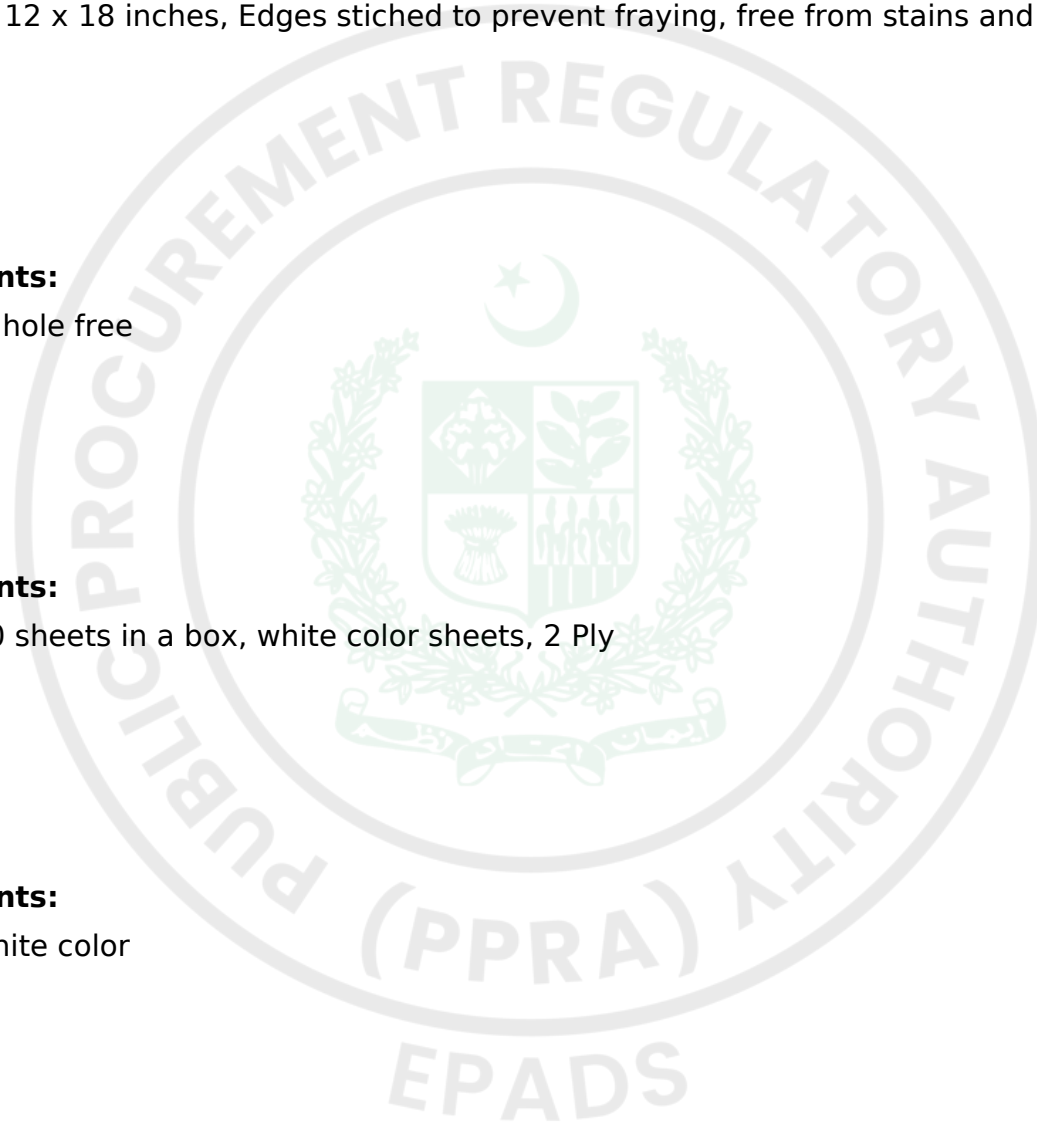 12 x 18 inches, Edges stiched to prevent fraying, free from stains and
PUBLIC PROCUREMENT REGULATORY AUTHORITY
nts:
hole free
nts:
0 sheets in a box, white color sheets, 2 Ply
nts:
nite color
(PPRA)
EPADS